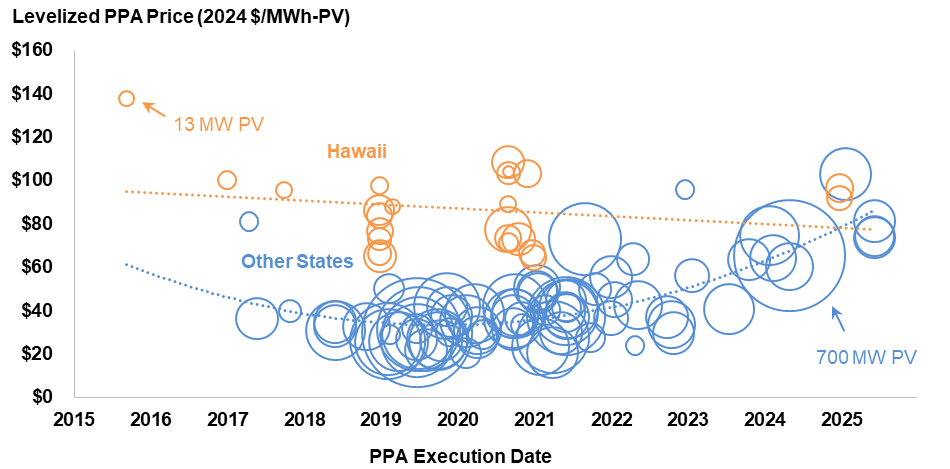 Levelized PPA Price (2024 $/MWh-PV)
$160
$140
$120
$100
$80
$60
$40
$20
$0
13 MW PV
Hawaii
Other States
700 MW PV
2015 2016 2017 2018 2019 2020 2021 2022 2023 2024 2025
PPA Execution Date